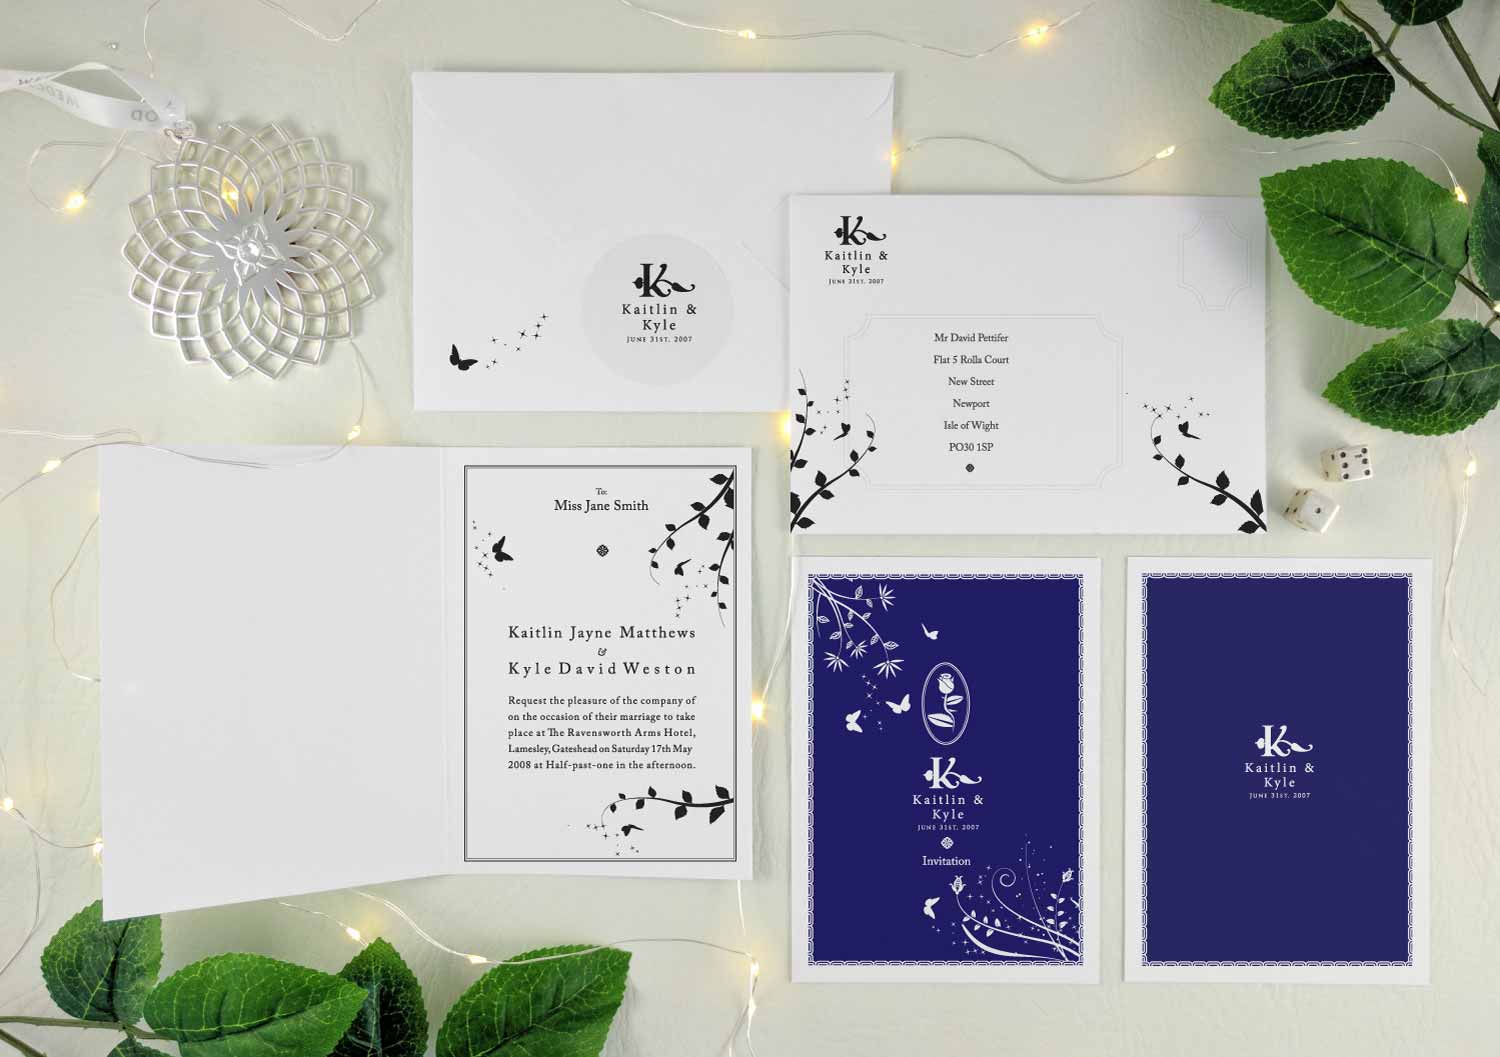 K
Kaitlin &
Kyle
June 31st, 2007
K
Kaitlin &
Kyle
June 31st, 2007
Mr David Pettifer
Flat 5 Rolla Court
New Street
Newport
Isle of Wight
PO30 1SP
To:
Miss Jane Smith
Kaitlin Jayne Matthews
&
Kyle David Weston
Request the pleasure of the company of
on the occasion of their marriage to take
place at The Ravensworth Arms Hotel,
Lamesley, Gateshead on Saturday 17th May
2008 at Half-past-one in the afternoon.
K
Kaitlin &
Kyle
June 31st, 2007
Invitation
K
Kaitlin &
Kyle
June 31st, 2007